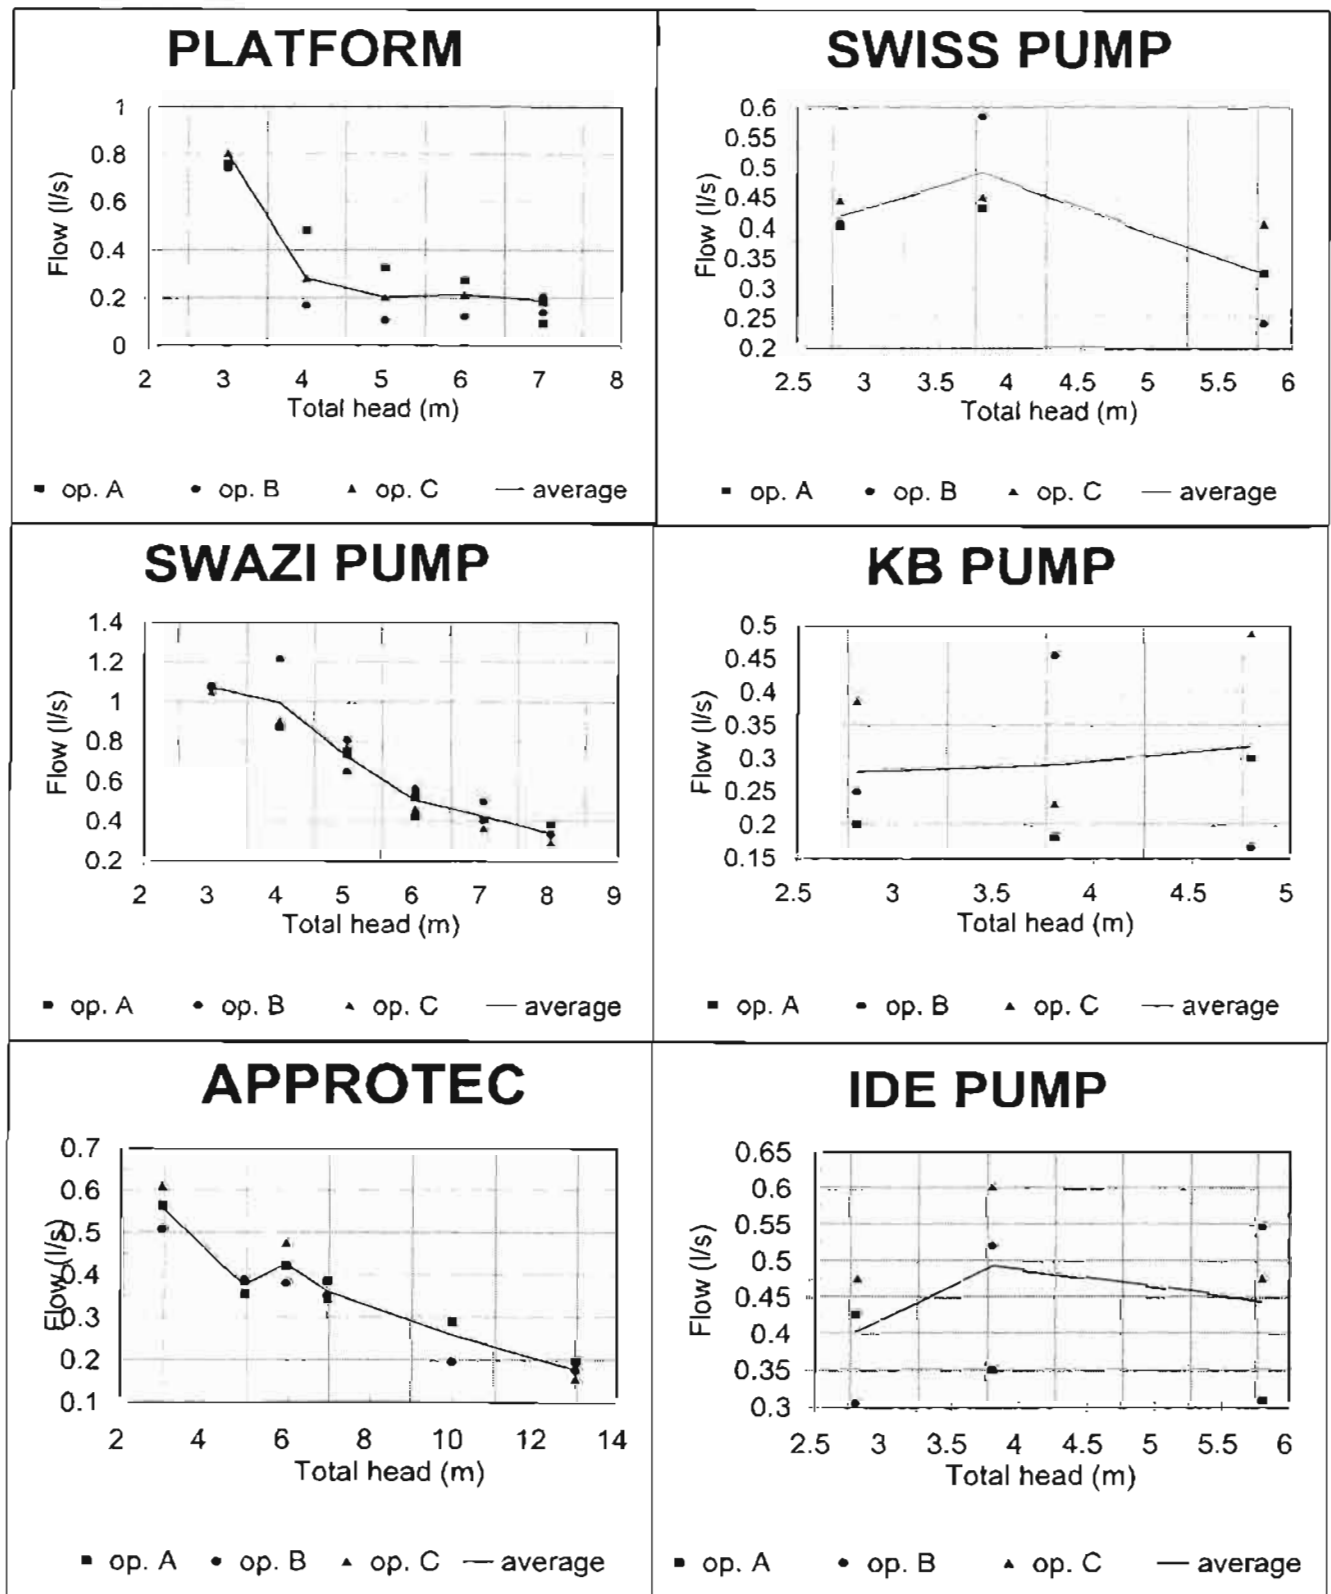 PLATFORM
1
0.8
0.6
0.4
0.2
0
Flow (l/s)
2 3 4 5 6 7 8
Total head (m)
op. A op. B op. C average
SWISS PUMP
0.6
0.55
0.5
0.45
0.4
0.35
0.3
0.25
0.2
Flow (l/s)
2.5 3 3.5 4 4.5 5 5.5 6
Total head (m)
op. A op. B op. C average
SWAZI PUMP
1.4
1.2
1
0.8
0.6
0.4
0.2
Flow (l/s)
2 3 4 5 6 7 8 9
Total head (m)
op. A op. B op. C average
KB PUMP
0.5
0.45
0.4
0.35
0.3
0.25
0.2
0.15
Flow (l/s)
2.5 3 3.5 4 4.5 5
Total head (m)
op. A op. B op. C average
APPROTEC
0.7
0.6
0.5
0.4
0.3
0.2
0.1
Flow (l/s)
2 4 6 8 10 12 14
Total head (m)
op. A op. B op. C average
IDE PUMP
0.65
0.6
0.55
0.5
0.45
0.4
0.35
0.3
Flow (l/s)
2.5 3 3.5 4 4.5 5 5.5 6
Total head (m)
op. A op. B op. C average